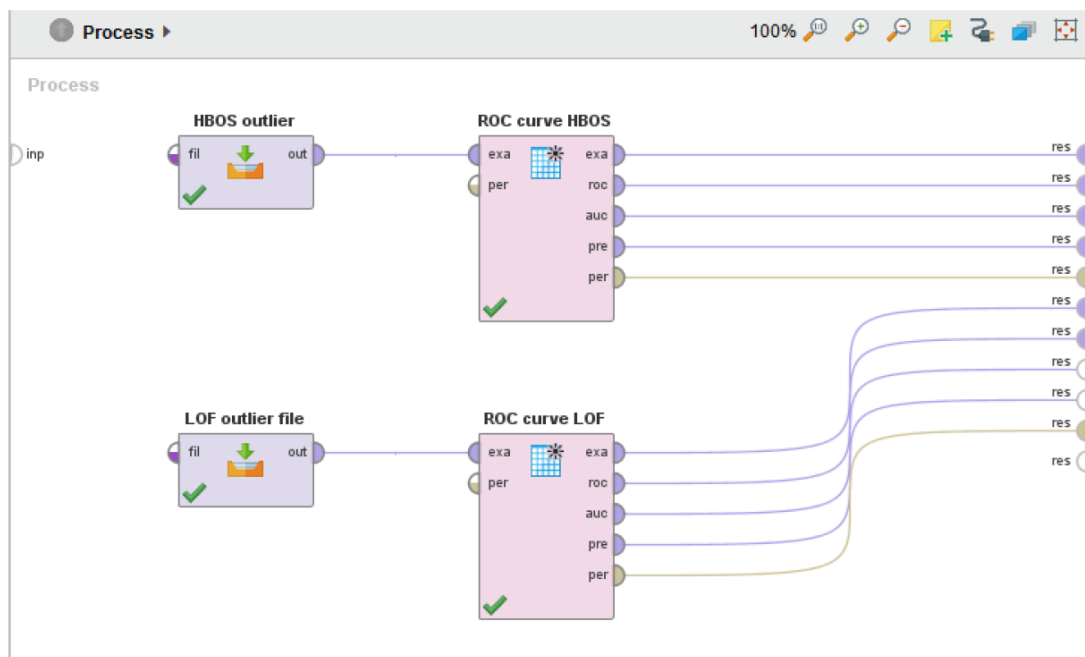 Process
100%
Process
inp
HBOS outlier
fil out
ROC curve HBOS
exa exa
per roc
auc
pre
per
res
res
res
res
res
res
res
res
res
res
res
LOF outlier file
fil out
ROC curve LOF
exa exa
per roc
auc
pre
per